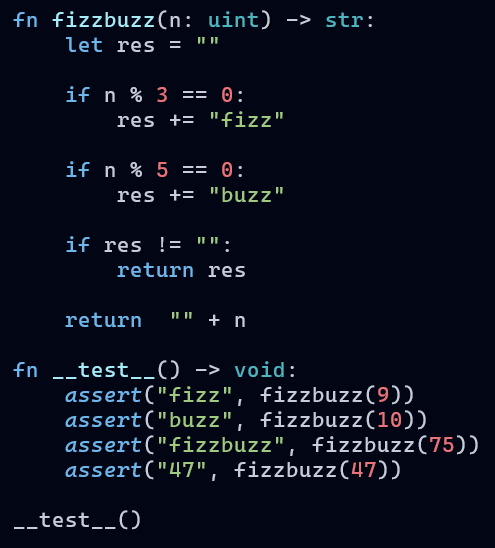 fn fizzbuzz(n: uint) -> str:
    let res = ""

    if n % 3 == 0:
        res += "fizz"

    if n % 5 == 0:
        res += "buzz"

    if res != "":
        return res

    return  "" + n

fn __test__() -> void:
    assert("fizz", fizzbuzz(9))
    assert("buzz", fizzbuzz(10))
    assert("fizzbuzz", fizzbuzz(75))
    assert("47", fizzbuzz(47))

__test__()